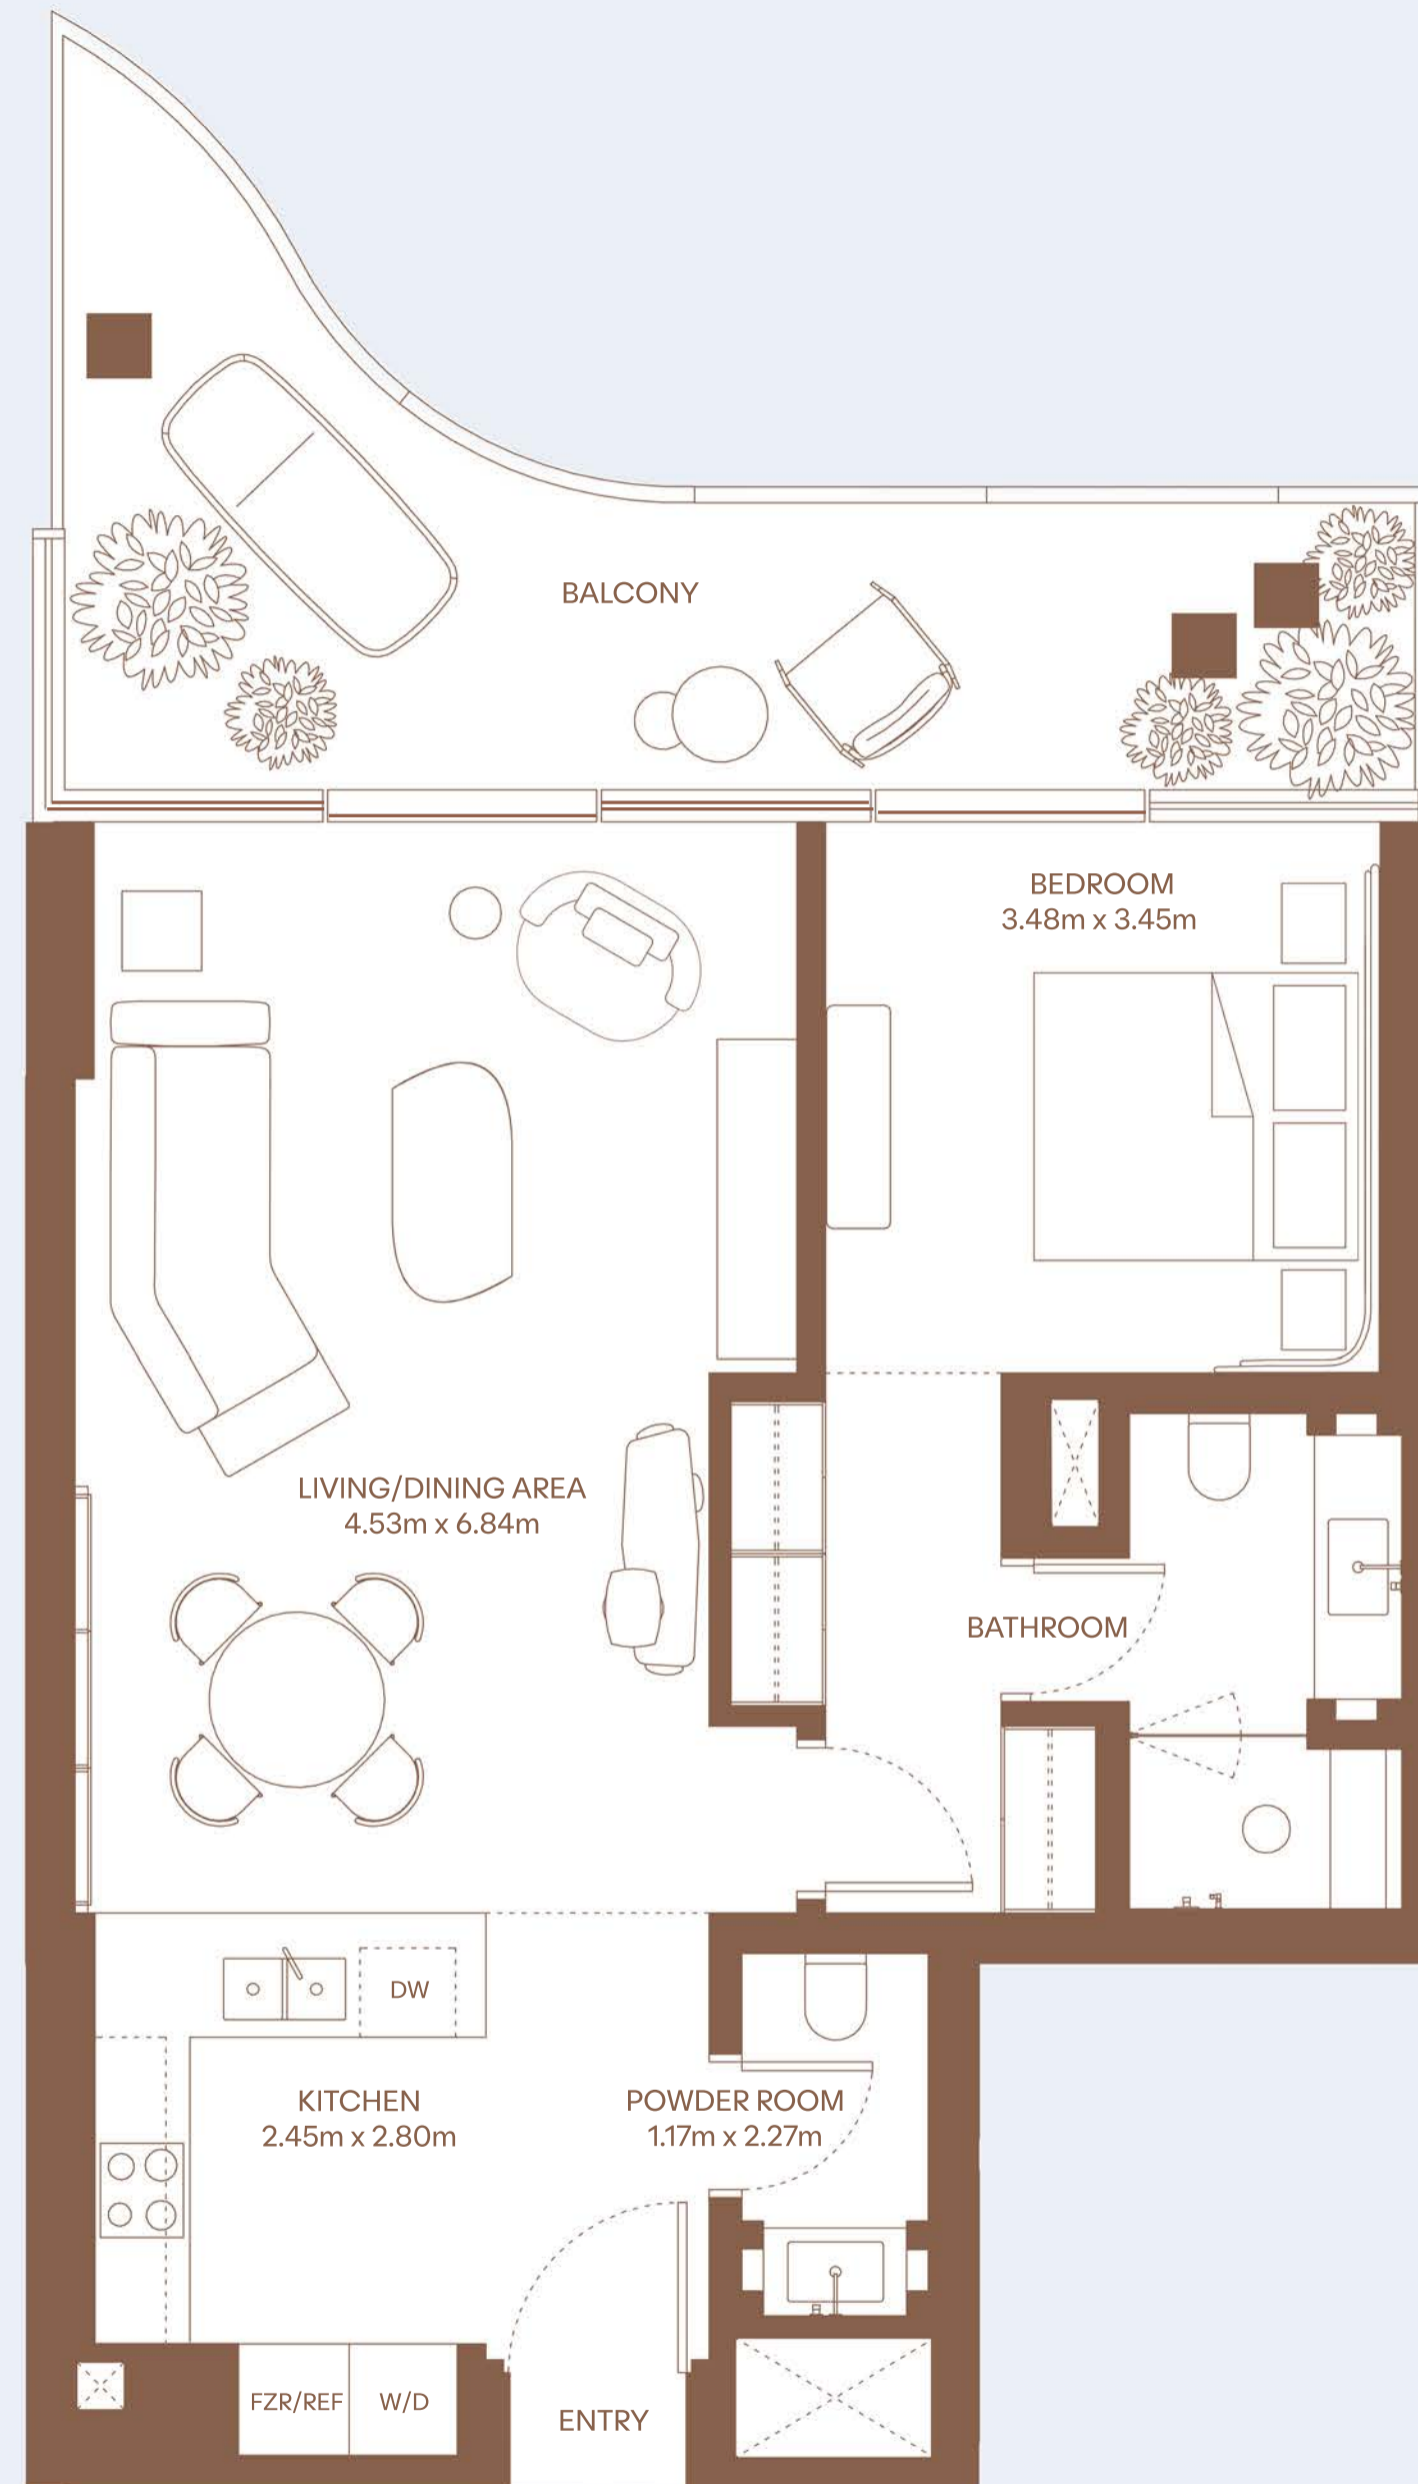 BALCONY
BEDROOM
3.48m x 3.45m
LIVING/DINING AREA
4.53m x 6.84m
BATHROOM
DW
KITCHEN
2.45m x 2.80m
POWDER ROOM
1.17m x 2.27m
FZR/REF
W/D
ENTRY